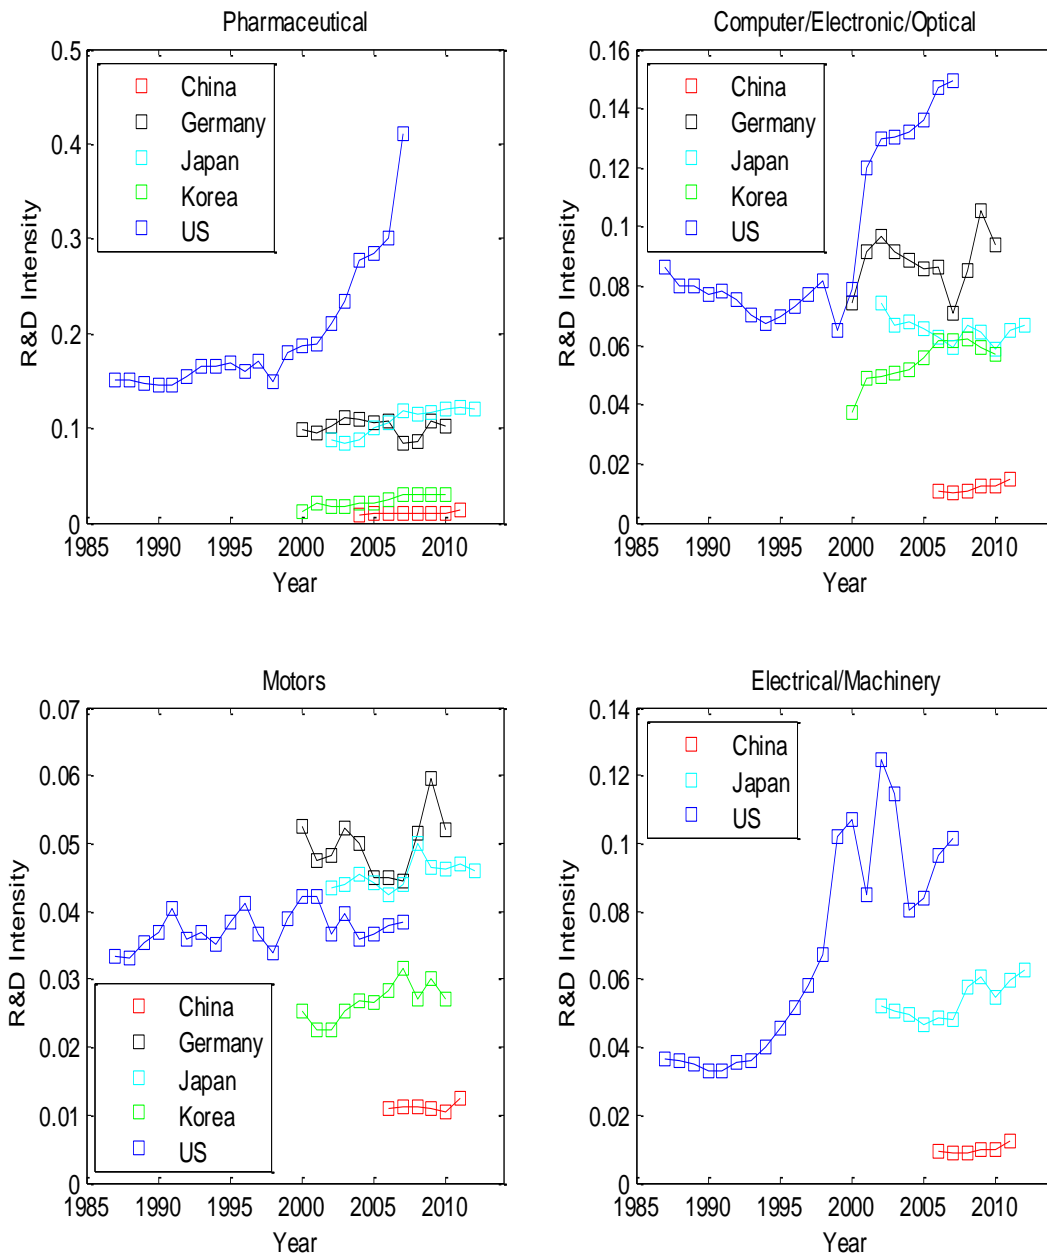 Pharmaceutical
R&D Intensity
0.5
0.4
0.3
0.2
0.1
0
China
Germany
Japan
Korea
US
1985 1990 1995 2000 2005 2010
Year
Computer/Electronic/Optical
R&D Intensity
0.16
0.14
0.12
0.1
0.08
0.06
0.04
0.02
0
China
Germany
Japan
Korea
US
1985 1990 1995 2000 2005 2010
Year
Motors
R&D Intensity
0.07
0.06
0.05
0.04
0.03
0.02
0.01
0
China
Germany
Japan
Korea
US
1985 1990 1995 2000 2005 2010
Year
Electrical/Machinery
R&D Intensity
0.14
0.12
0.1
0.08
0.06
0.04
0.02
0
China
Japan
US
1985 1990 1995 2000 2005 2010
Year